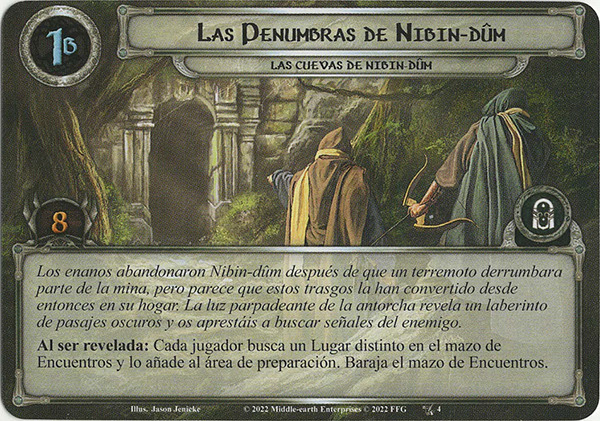 1B
LAS PENUMBRAS DE NIBIN-DÛM
LAS CUEVAS DE NIBIN-DÛM
8
Los enanos abandonaron Nibin-dûm después de que un terremoto derrumbara
parte de la mina, pero parece que estos trasgos la han convertido desde
entonces en su hogar. La luz parpadeante de la antorcha revela un laberinto
de pasajes oscuros y os aprestáis a buscar señales del enemigo.
Al ser revelada: Cada jugador busca un Lugar distinto en el mazo de
Encuentros y lo añade al área de preparación. Baraja el mazo de Encuentros.
Illus. Jason Jenicke © 2022 Middle-earth Enterprises © 2022 FFG 4